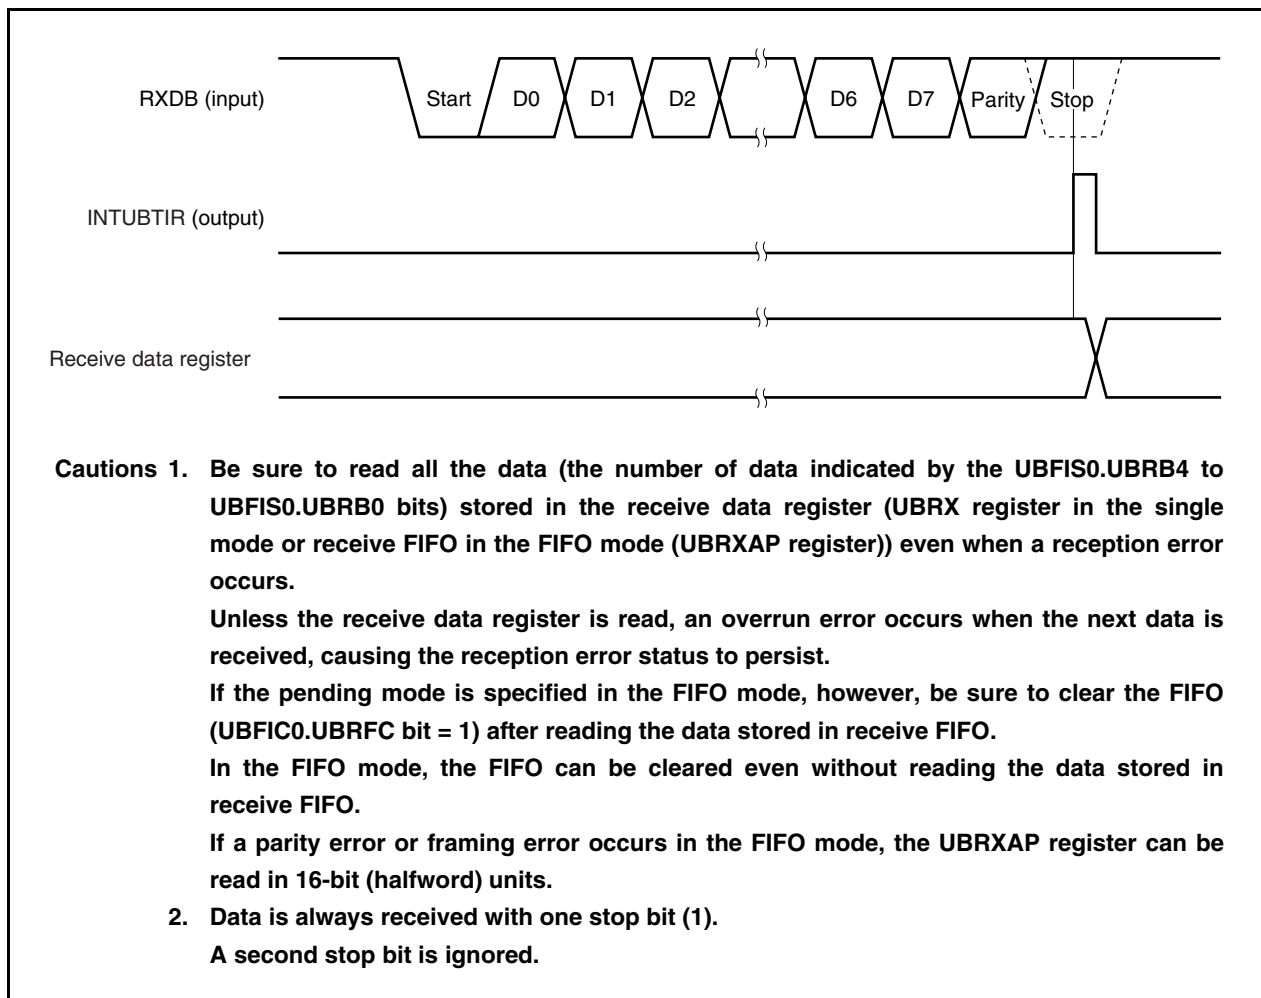 RXDB (input)
Start D0 D1 D2 D6 D7 Parity Stop
INTUBTIR (output)
Receive data register
Cautions 1. Be sure to read all the data (the number of data indicated by the UBFIS0.UBRB4 to
UBFIS0.UBRB0 bits) stored in the receive data register (UBRX register in the single
mode or receive FIFO in the FIFO mode (UBRXAP register)) even when a reception error
occurs.
Unless the receive data register is read, an overrun error occurs when the next data is
received, causing the reception error status to persist.
If the pending mode is specified in the FIFO mode, however, be sure to clear the FIFO
(UBFIC0.UBRFC bit = 1) after reading the data stored in receive FIFO.
In the FIFO mode, the FIFO can be cleared even without reading the data stored in
receive FIFO.
If a parity error or framing error occurs in the FIFO mode, the UBRXAP register can be
read in 16-bit (halfword) units.
2. Data is always received with one stop bit (1).
A second stop bit is ignored.